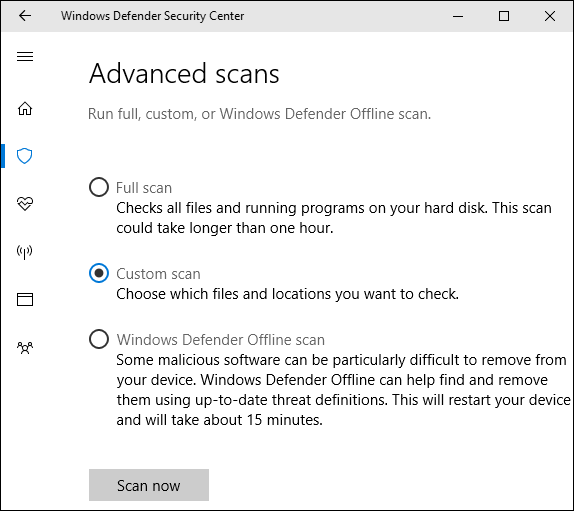 Windows Defender Security Center
Advanced scans
Run full, custom, or Windows Defender Offline scan.
Full scan
Checks all files and running programs on your hard disk. This scan
could take longer than one hour.
Custom scan
Choose which files and locations you want to check.
Windows Defender Offline scan
Some malicious software can be particularly difficult to remove from
your device. Windows Defender Offline can help find and remove
them using up-to-date threat definitions. This will restart your device
and will take about 15 minutes.
Scan now